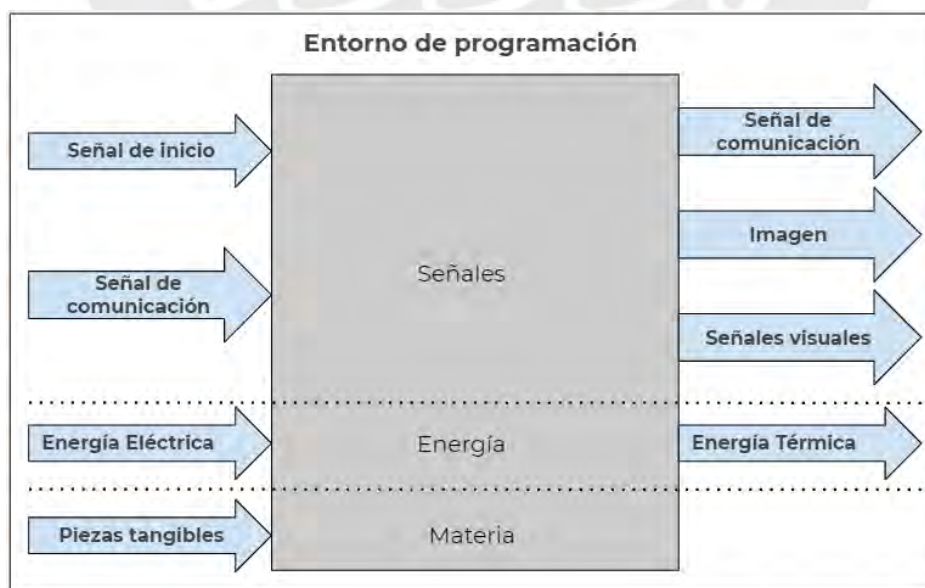 Entorno de programación
Señal de inicio
Señal de
comunicación
Energía Eléctrica
Piezas tangibles
Señales
Energía
Materia
Señal de
comunicación
Imagen
Señales visuales
Energía Térmica